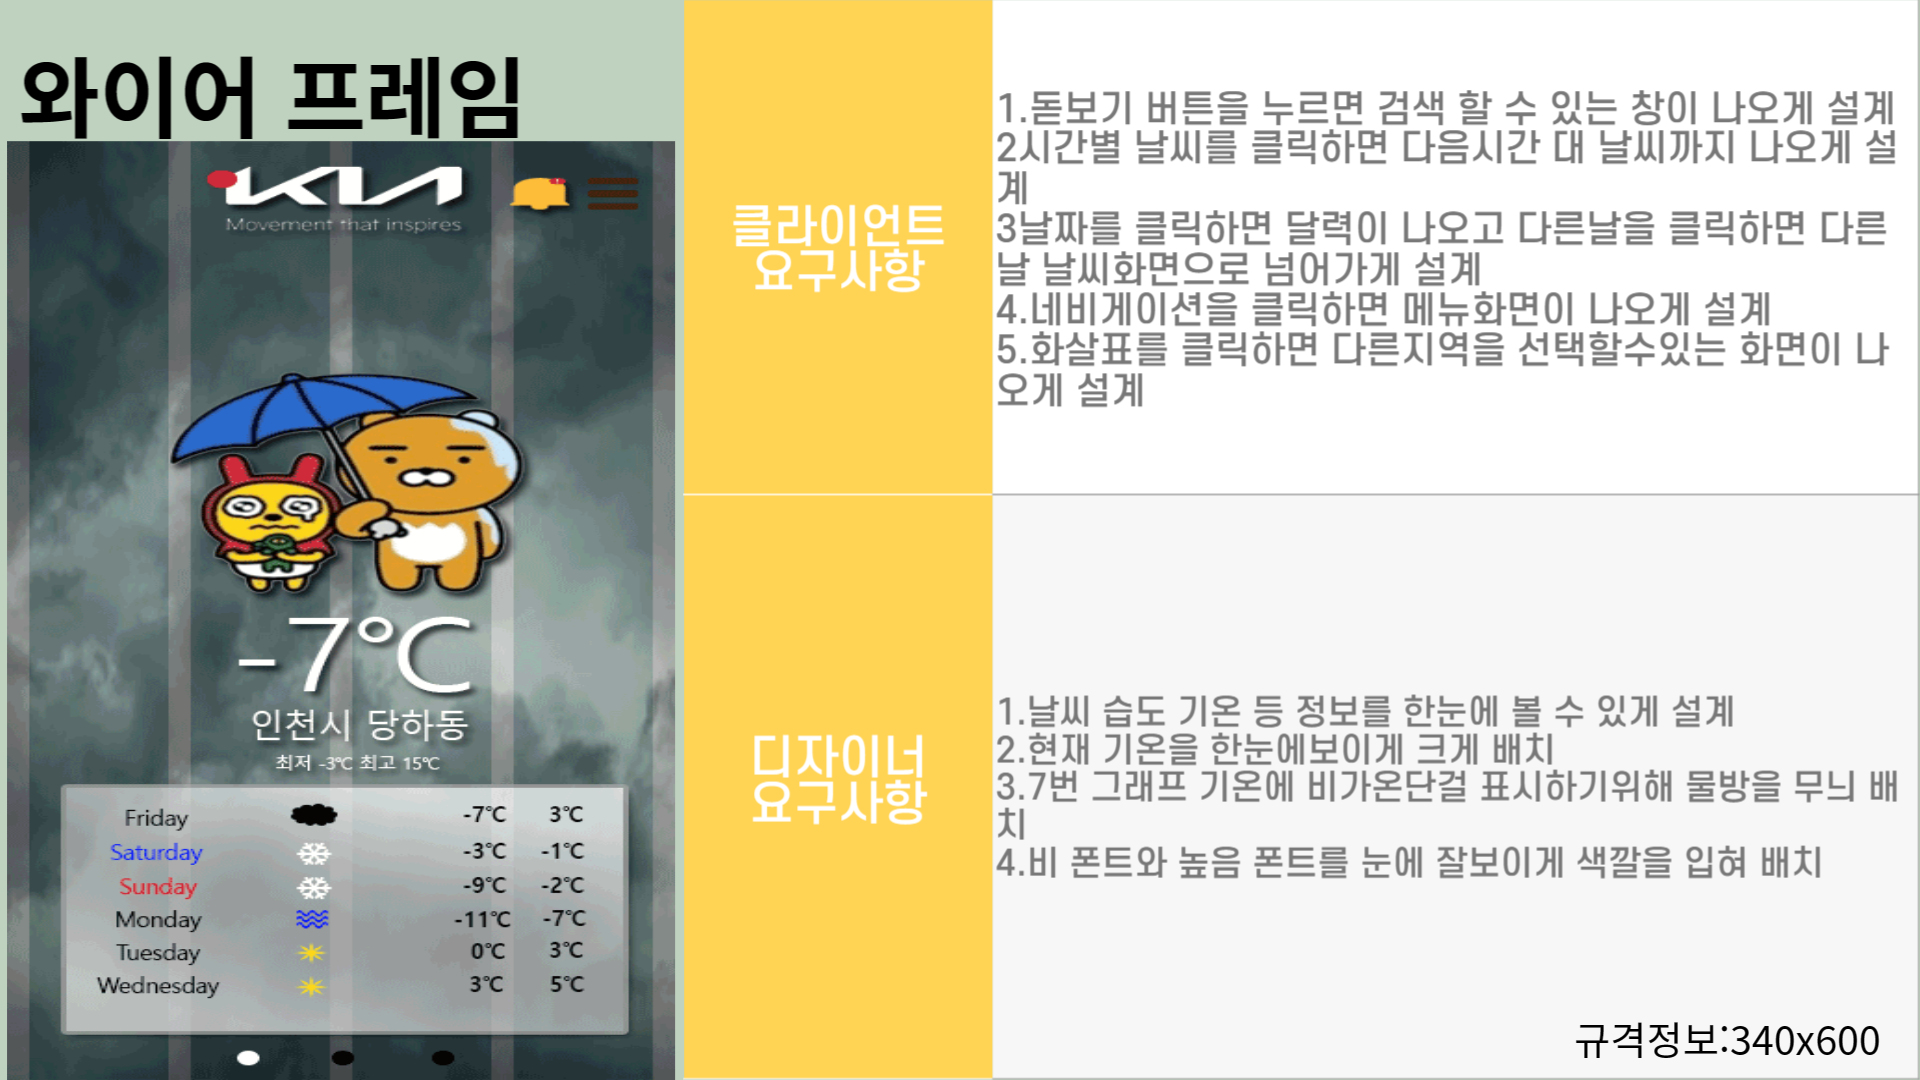 와이어 프레임
KIA
Movement that inspires
-7℃
인천시 당하동
최저 -3℃ 최고 15℃
Friday -7℃ 3℃
Saturday -3℃ -1℃
Sunday -9℃ -2℃
Monday -11℃ -7℃
Tuesday 0℃ 3℃
Wednesday 3℃ 5℃
클라이언트
요구사항
1.돋보기 버튼을 누르면 검색 할 수 있는 창이 나오게 설계
2시간별 날씨를 클릭하면 다음시간 대 날씨까지 나오게 설
계
3날짜를 클릭하면 달력이 나오고 다른날을 클릭하면 다른
날 날씨화면으로 넘어가게 설계
4.네비게이션을 클릭하면 메뉴화면이 나오게 설계
5.화살표를 클릭하면 다른지역을 선택할수있는 화면이 나
오게 설계
디자이너
요구사항
1.날씨 습도 기온 등 정보를 한눈에 볼 수 있게 설계
2.현재 기온을 한눈에보이게 크게 배치
3.7번 그래프 기온에 비가온단걸 표시하기위해 물방을 무늬 배
치
4.비 폰트와 높음 폰트를 눈에 잘보이게 색깔을 입혀 배치
규격정보:340x600